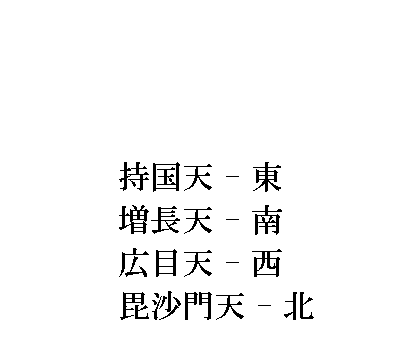 持国天 − 東
増長天 − 南
広目天 − 西
毘沙門天 − 北